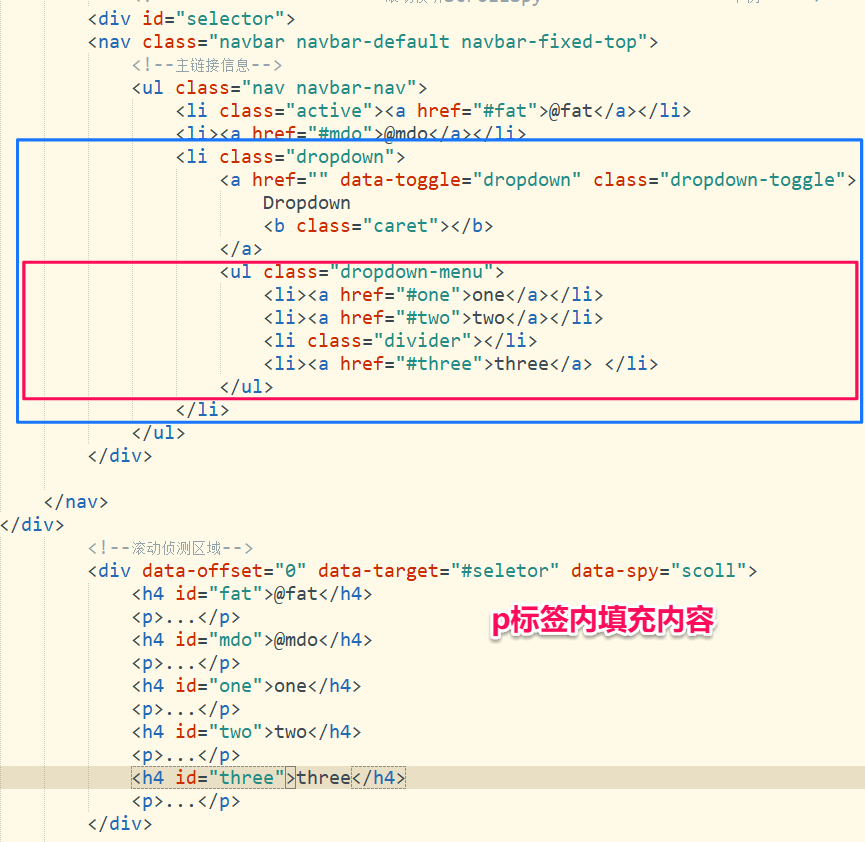 <div id="selector">
<nav class="navbar navbar-default navbar-fixed-top">
<!--主链接信息-->
<ul class="nav navbar-nav">
<li class="active"><a href="#fat">@fat</a></li>
<li><a href="#mdo">@mdo</a></li>
<li class="dropdown">
<a href="" data-toggle="dropdown" class="dropdown-toggle">
Dropdown
<b class="caret"></b>
</a>
<ul class="dropdown-menu">
<li><a href="#one">one</a></li>
<li><a href="#two">two</a></li>
<li class="divider"></li>
<li><a href="#three">three</a> </li>
</ul>
</li>
</ul>
</div>
</nav>
</div>
<!--滚动侦测区域-->
<div data-offset="0" data-target="#seletor" data-spy="scoll">
<h4 id="fat">@fat</h4>
<p>...</p>
<h4 id="mdo">@mdo</h4>
<p>...</p>
<h4 id="one">one</h4>
<p>...</p>
<h4 id="two">two</h4>
<p>...</p>
<h4 id="three">three</h4>
<p>...</p>
</div>
p标签内填充内容